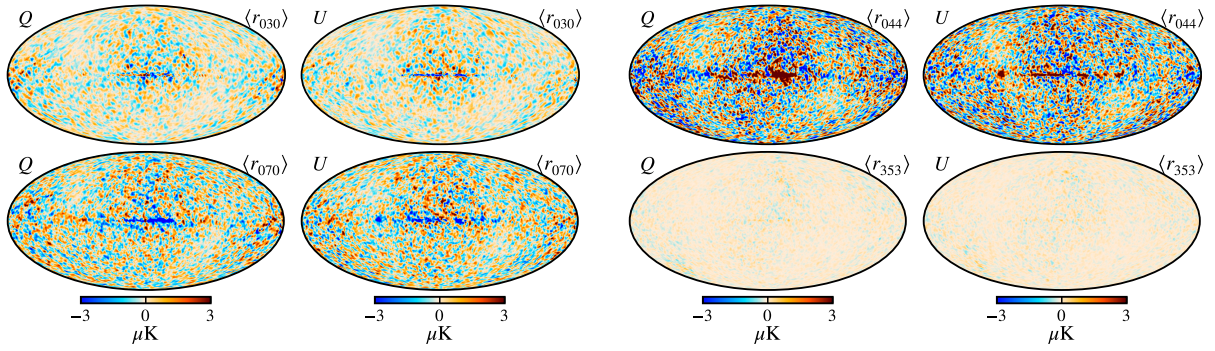 Q ⟨r030⟩ U ⟨r030⟩ Q ⟨r044⟩ U ⟨r044⟩
Q ⟨r070⟩ U ⟨r070⟩ Q ⟨r353⟩ U ⟨r353⟩
−3 0 3 −3 0 3 −3 0 3 −3 0 3
μK μK μK μK